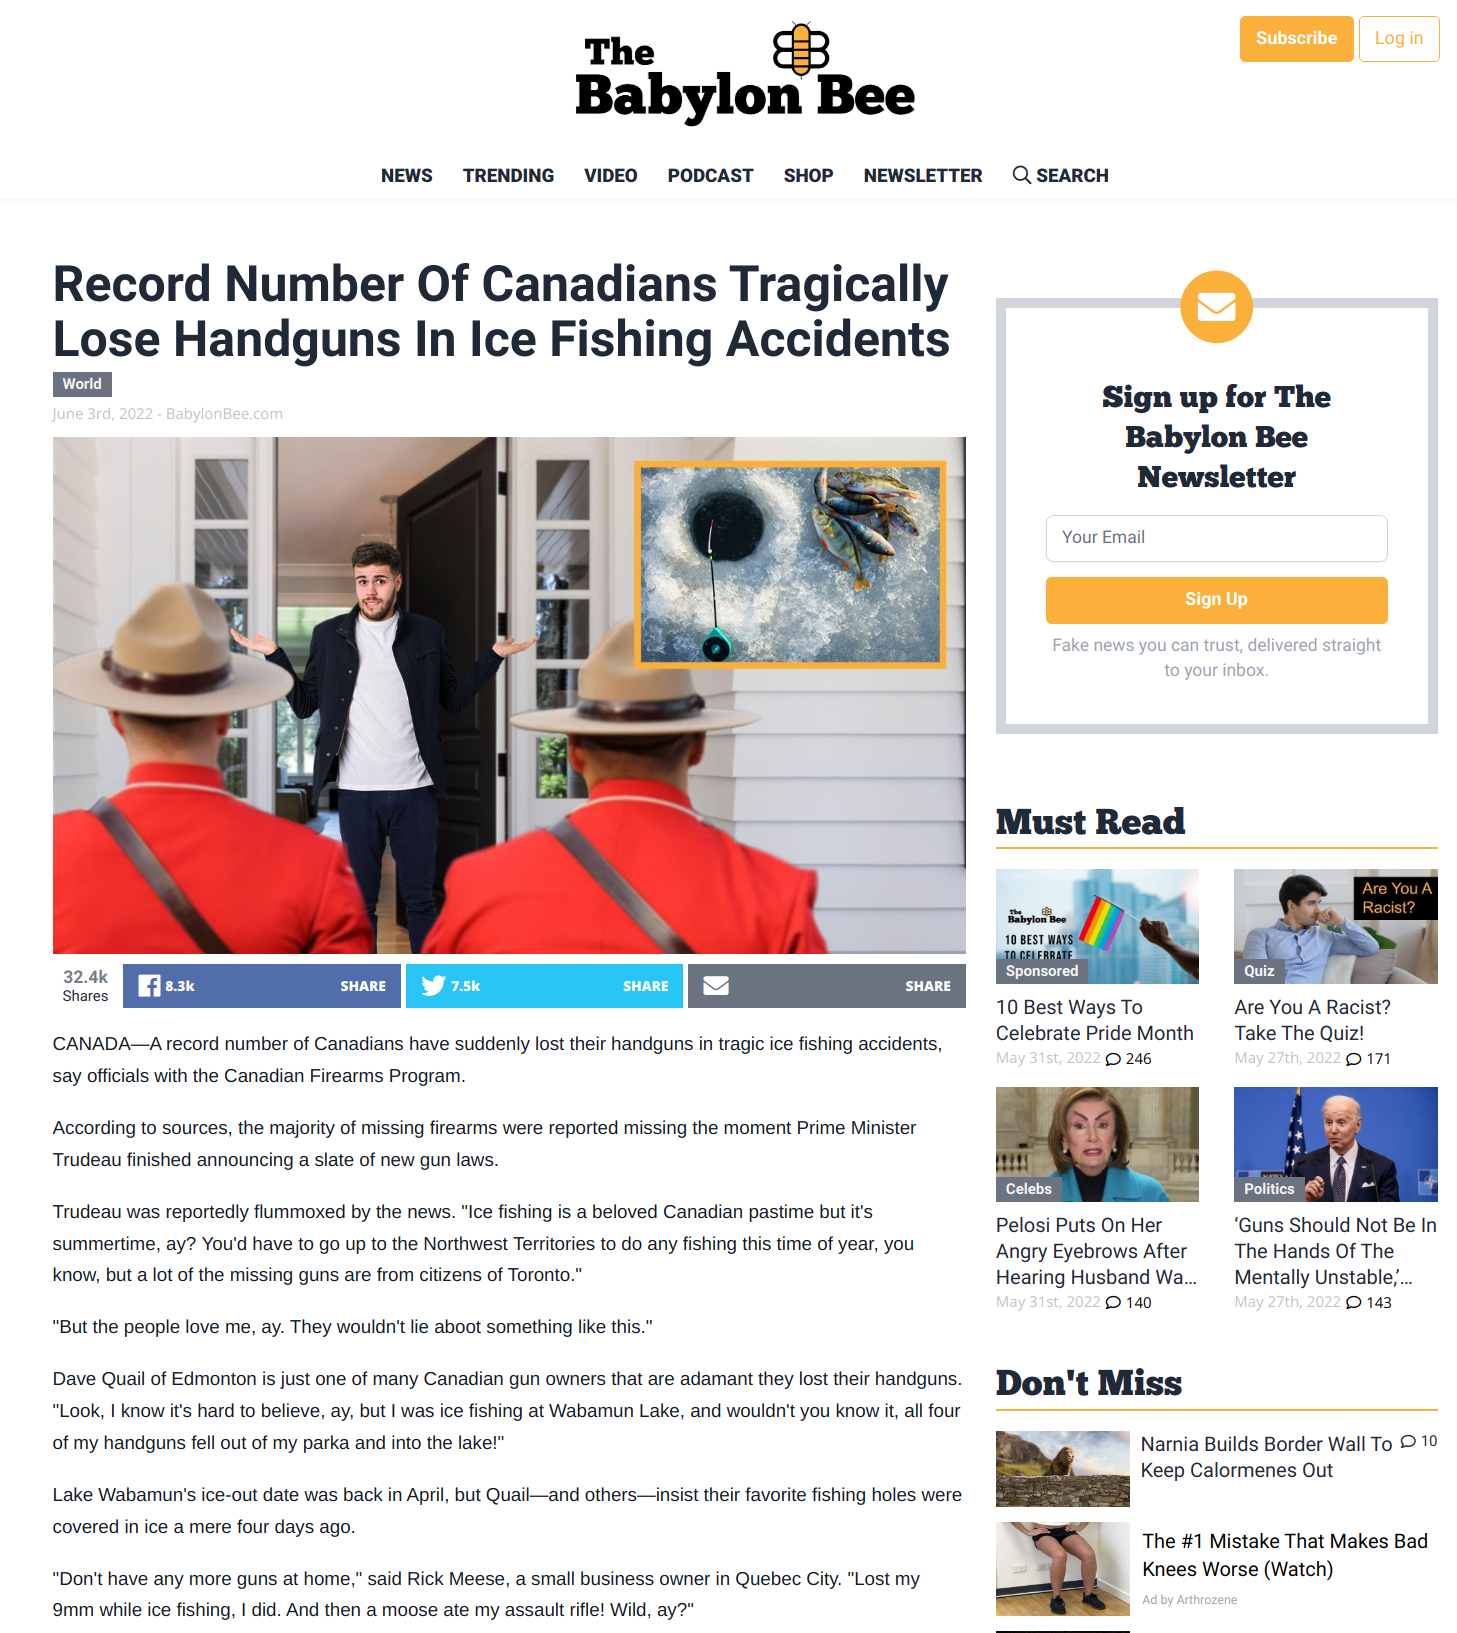 The
Babylon Bee
Subscribe
Log in
NEWS TRENDING VIDEO PODCAST SHOP NEWSLETTER SEARCH
Record Number Of Canadians Tragically
Lose Handguns In Ice Fishing Accidents
World
June 3rd, 2022 - BabylonBee.com
32.4k
Shares
8.3k SHARE
7.5k SHARE
SHARE
CANADA—A record number of Canadians have suddenly lost their handguns in tragic ice fishing accidents,
say officials with the Canadian Firearms Program.
According to sources, the majority of missing firearms were reported missing the moment Prime Minister
Trudeau finished announcing a slate of new gun laws.
Trudeau was reportedly flummoxed by the news. "Ice fishing is a beloved Canadian pastime but it's
summertime, ay? You'd have to go up to the Northwest Territories to do any fishing this time of year, you
know, but a lot of the missing guns are from citizens of Toronto."
"But the people love me, ay. They wouldn't lie aboot something like this."
Dave Quail of Edmonton is just one of many Canadian gun owners that are adamant they lost their handguns.
"Look, I know it's hard to believe, ay, but I was ice fishing at Wabamun Lake, and wouldn't you know it, all four
of my handguns fell out of my parka and into the lake!"
Lake Wabamun's ice-out date was back in April, but Quail—and others—insist their favorite fishing holes were
covered in ice a mere four days ago.
"Don't have any more guns at home," said Rick Meese, a small business owner in Quebec City. "Lost my
9mm while ice fishing, I did. And then a moose ate my assault rifle! Wild, ay?"
Sign up for The
Babylon Bee
Newsletter
Your Email
Sign Up
Fake news you can trust, delivered straight
to your inbox.
Must Read
The
Babylon Bee
10 BEST WAYS
TO CELEBRATE
Sponsored
10 Best Ways To
Celebrate Pride Month
May 31st, 2022 246
Are You A
Racist?
Quiz
Are You A Racist?
Take The Quiz!
May 27th, 2022 171
Celebs
Pelosi Puts On Her
Angry Eyebrows After
Hearing Husband Wa...
May 31st, 2022 140
Politics
‘Guns Should Not Be In
The Hands Of The
Mentally Unstable,’...
May 27th, 2022 143
Don't Miss
Narnia Builds Border Wall To
Keep Calormenes Out
10
The #1 Mistake That Makes Bad
Knees Worse (Watch)
Ad by Arthrozene